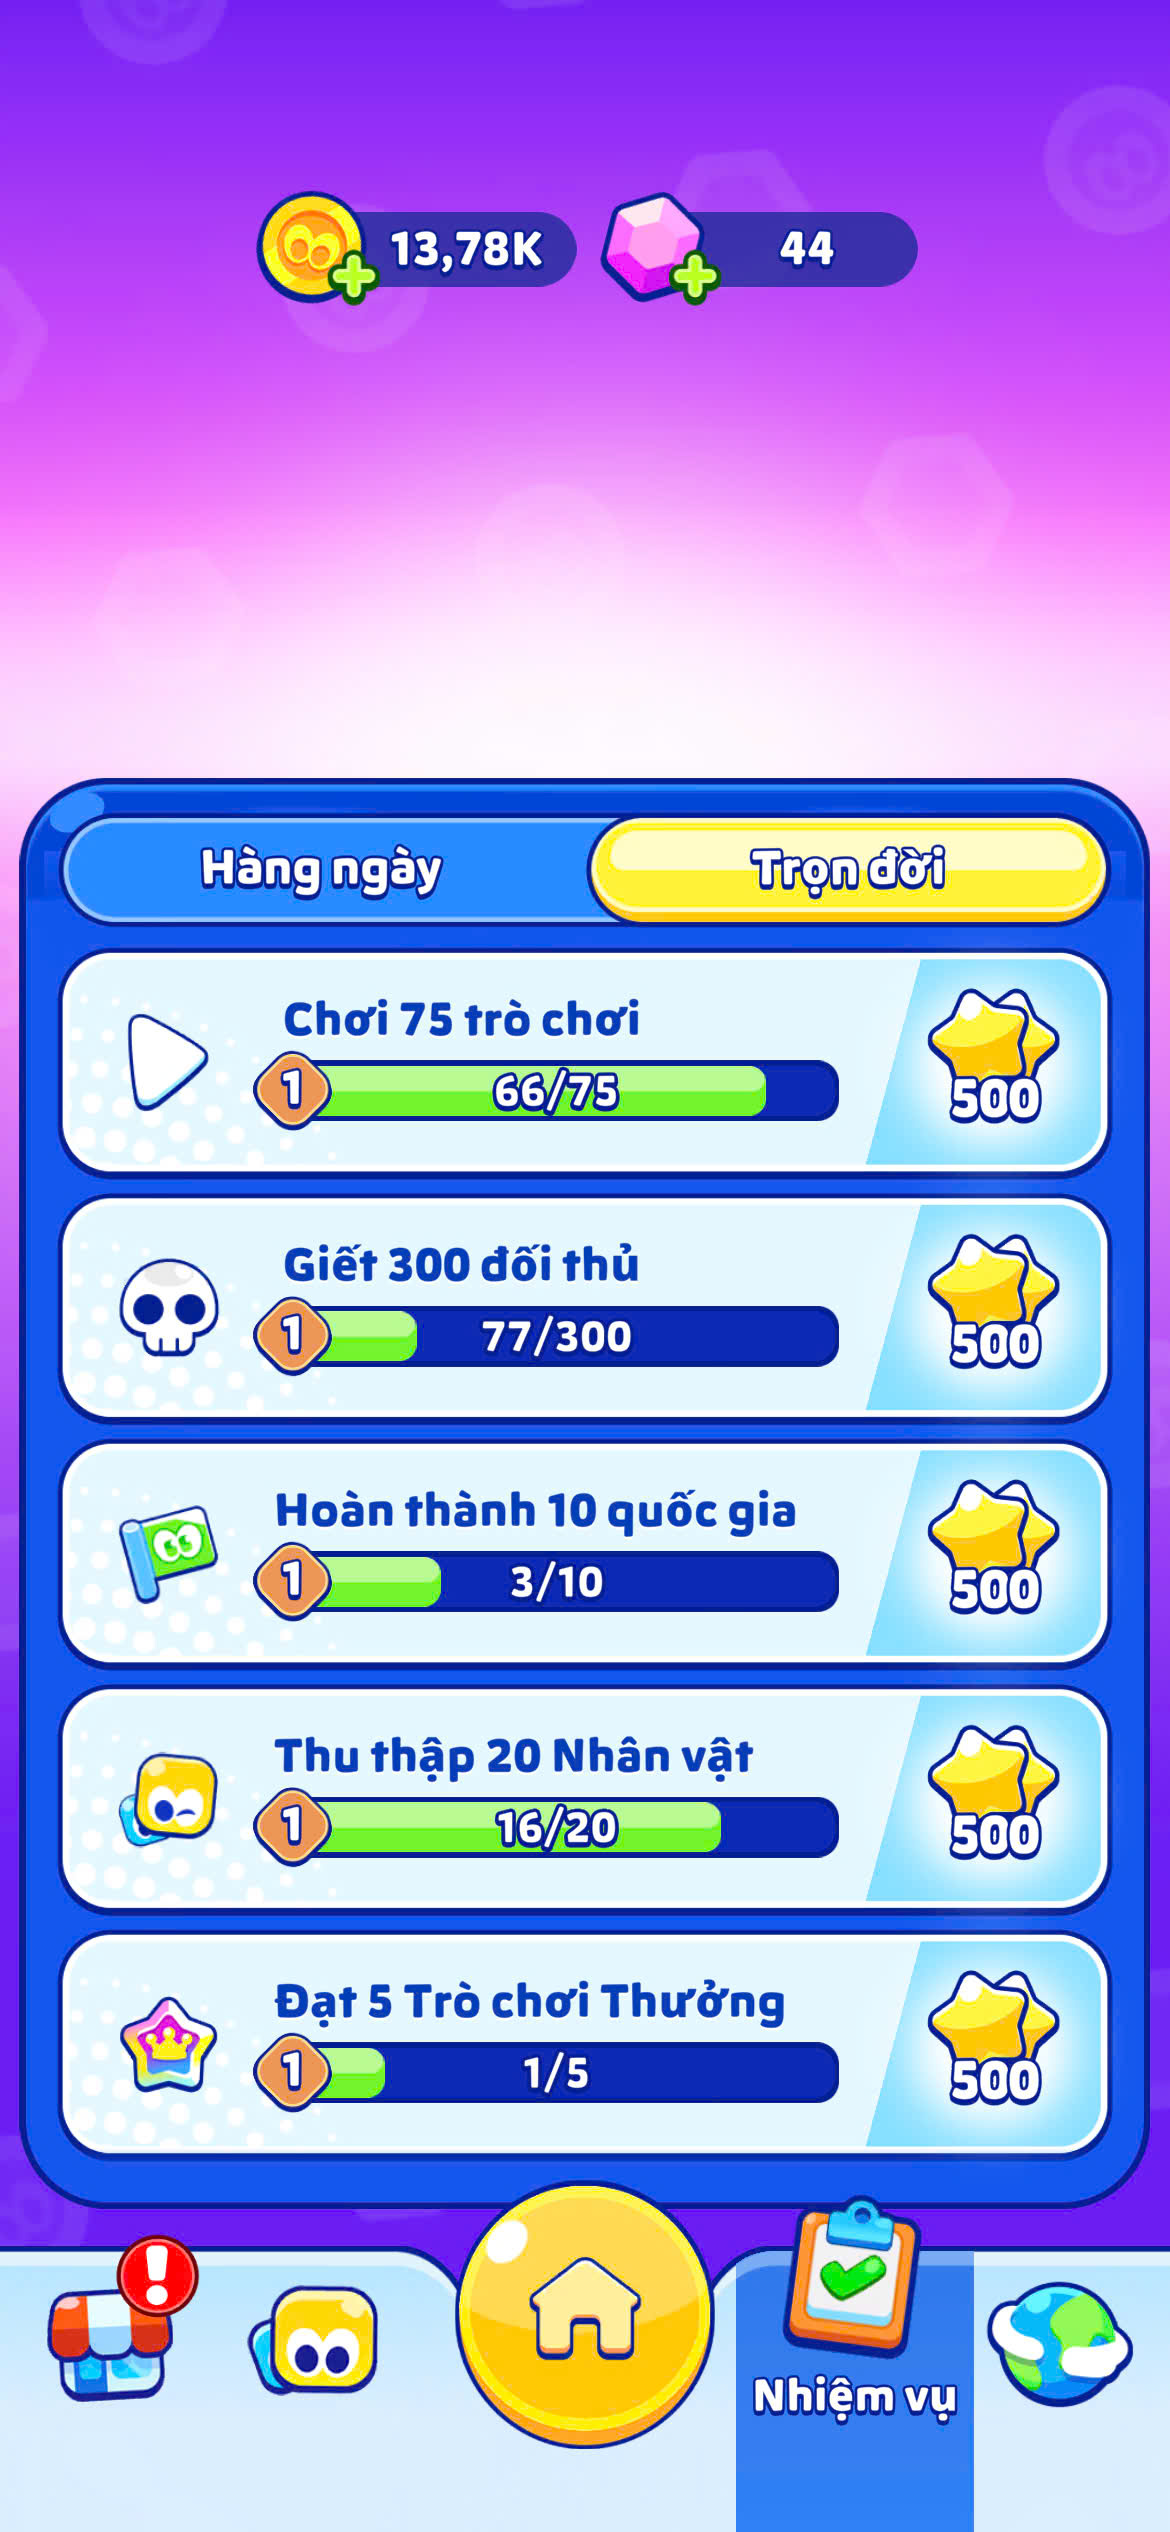 13,78K
44
Hàng ngày
Trọn đời
Chơi 75 trò chơi
1
66/75
500
Giết 300 đối thủ
1
77/300
500
Hoàn thành 10 quốc gia
1
3/10
500
Thu thập 20 Nhân vật
1
16/20
500
Đạt 5 Trò chơi Thưởng
1
1/5
500
!
Nhiệm vụ